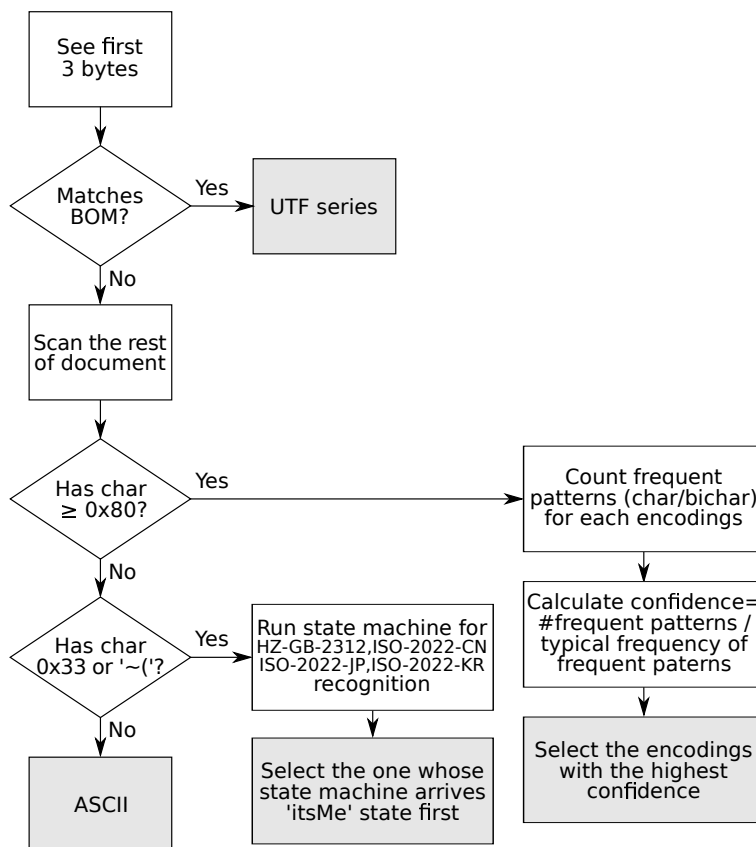 See first
3 bytes
Matches
BOM?
Yes
UTF series
No
Scan the rest
of document
Has char
≥ 0x80?
Yes
Count frequent
patterns (char/bichar)
for each encodings
No
Calculate confidence=
#frequent patterns /
typical frequency of
frequent paterns
Has char
0x33 or '~('?
Yes
Run state machine for
HZ-GB-2312,ISO-2022-CN
ISO-2022-JP,ISO-2022-KR
recognition
No
ASCII
Select the one whose
state machine arrives
'itsMe' state first
Select the encodings
with the highest
confidence